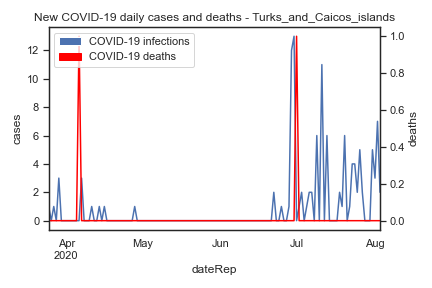 New COVID-19 daily cases and deaths - Turks_and_Caicos_islands
COVID-19 infections
COVID-19 deaths
12
10
8
6
4
2
0
cases
1.0
0.8
0.6
0.4
0.2
0.0
deaths
Apr
2020
May
Jun
Jul
Aug
dateRep